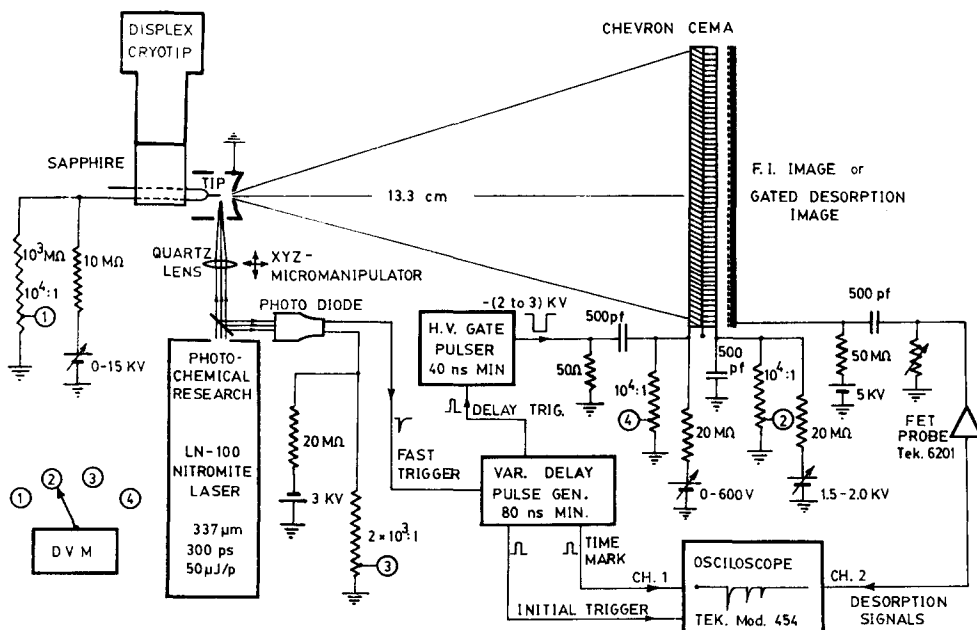 DISPLEX
CRYOTIP
CHEVRON CEMA
SAPPHIRE
TIP
13.3 cm
F.I. IMAGE or
GATED DESORPTION
IMAGE
10³MΩ
10⁴:1
①
10 MΩ
0-15 KV
QUARTZ
LENS
XYZ-
MICROMANIPULATOR
PHOTO DIODE
PHOTO-
CHEMICAL
RESEARCH
LN-100
NITROMITE
LASER
337 µm
300 ps
50µJ/p
20 MΩ
3 KV
2 × 10³:1
③
FAST
TRIGGER
-(2 to 3) KV
H.V. GATE
PULSER
40 ns MIN
DELAY TRIG.
VAR. DELAY
PULSE GEN.
80 ns MIN.
500pf
50Ω
10⁴:1
④
20 MΩ
0-600 V
500
pf
10⁴:1
②
20 MΩ
1.5-2.0 KV
500 pf
50 MΩ
5 KV
FET
PROBE
Tek. 6201
TIME
MARK
CH. 1
INITIAL TRIGGER
OSCILOSCOPE
TEK. Mod. 454
CH. 2
DESORPTION
SIGNALS
① ② ③ ④
DVM